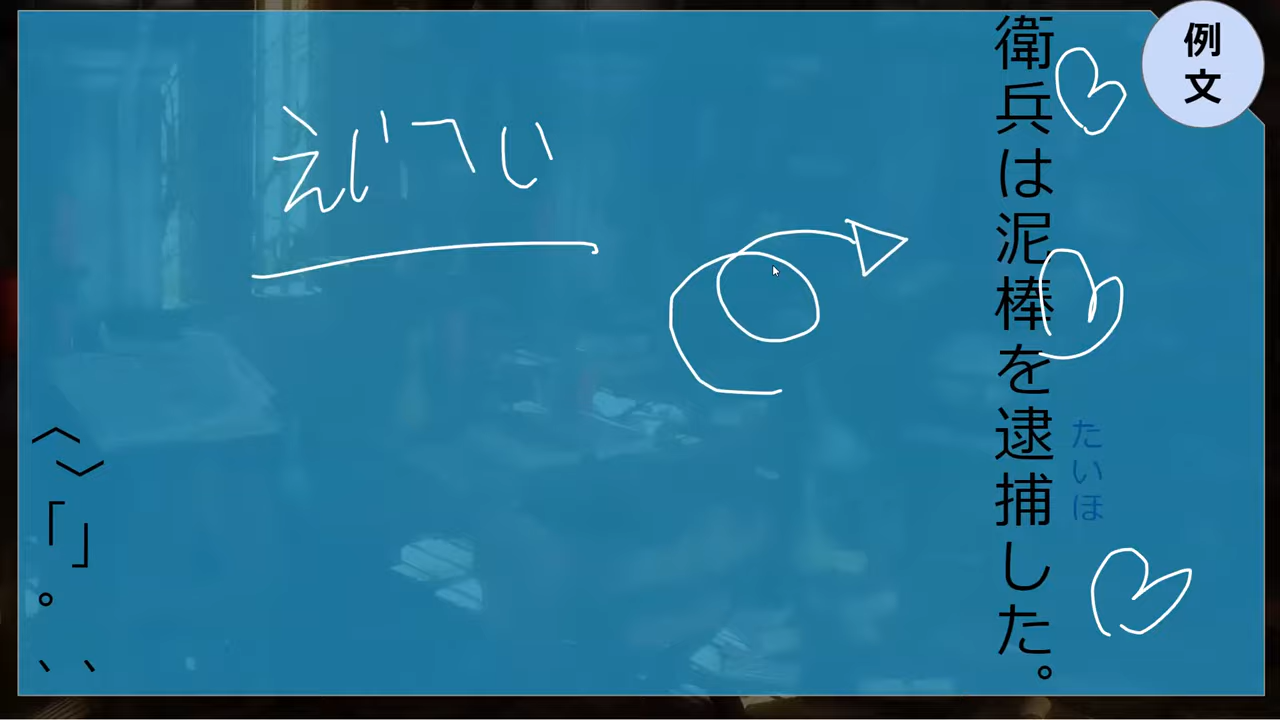 例文
衛兵は泥棒を逮捕した。
たいほ
えいへい
〈〉「」。、、